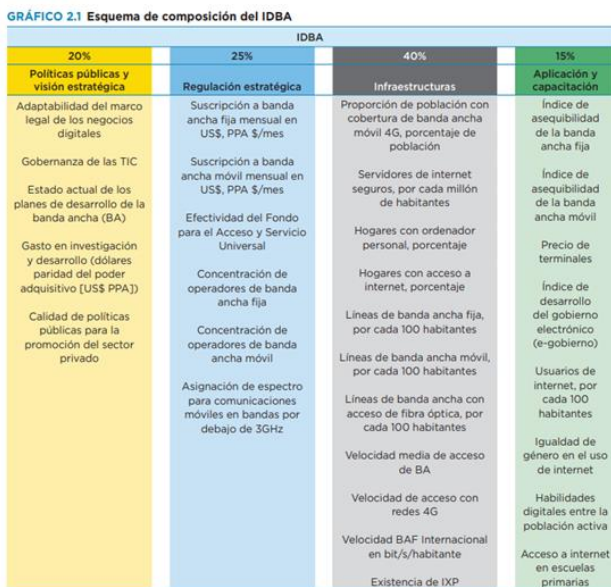 GRÁFICO 2.1 Esquema de composición del IDBA
IDBA
20%
Políticas públicas y
visión estratégica
Adaptabilidad del marco
legal de los negocios
digitales
Gobernanza de las TIC
Estado actual de los
planes de desarrollo de la
banda ancha (BA)
Gasto en investigación
y desarrollo (dólares
paridad del poder
adquisitivo [US$ PPA])
Calidad de políticas
públicas para la
promoción del sector
privado
25%
Regulación estratégica
Suscripción a banda
ancha fija mensual en
US$, PPA $/mes
Suscripción a banda
ancha móvil mensual en
US$, PPA $/mes
Efectividad del Fondo
para el Acceso y Servicio
Universal
Concentración de
operadores de banda
ancha fija
Concentración de
operadores de banda
ancha móvil
Asignación de espectro
para comunicaciones
móviles en bandas por
debajo de 3GHz
40%
Infraestructuras
Proporción de población con
cobertura de banda ancha
móvil 4G, porcentaje de
población
Servidores de internet
seguros, por cada millón
de habitantes
Hogares con ordenador
personal, porcentaje
Hogares con acceso a
internet, porcentaje
Líneas de banda ancha fija,
por cada 100 habitantes
Líneas de banda ancha móvil,
por cada 100 habitantes
Líneas de banda ancha con
acceso de fibra óptica, por
cada 100 habitantes
Velocidad media de acceso
de BA
Velocidad de acceso con
redes 4G
Velocidad BAF Internacional
en bit/s/habitante
Existencia de IXP
15%
Aplicación y
capacitación
Índice de
asequibilidad
de la banda
ancha fija
Índice de
asequibilidad
de la banda
ancha móvil
Precio de
terminales
Índice de
desarrollo
del gobierno
electrónico
(e-gobierno)
Usuarios de
internet, por
cada 100
habitantes
Igualdad de
género en el uso
de internet
Habilidades
digitales entre la
población activa
Acceso a internet
en escuelas
primarias